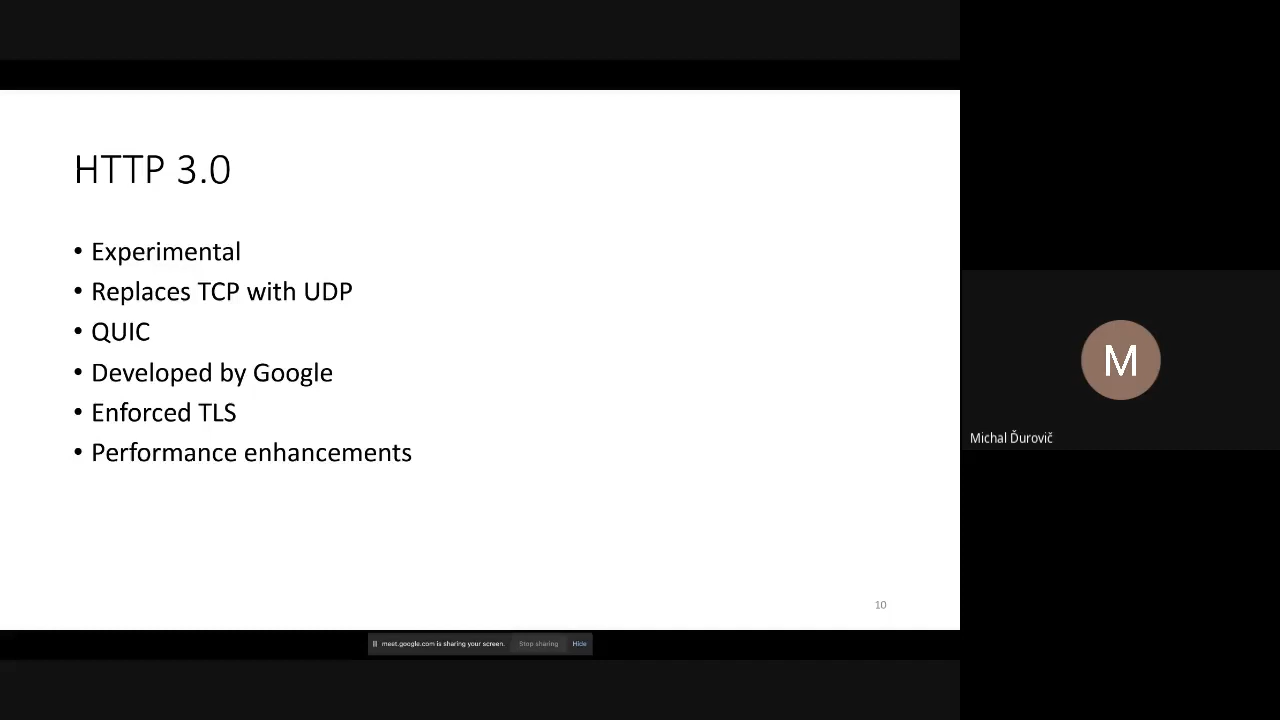 HTTP 3.0
• Experimental
• Replaces TCP with UDP
• QUIC
• Developed by Google
• Enforced TLS
• Performance enhancements
10
meet.google.com is sharing your screen. Stop sharing Hide
M
Michal Ďurovič